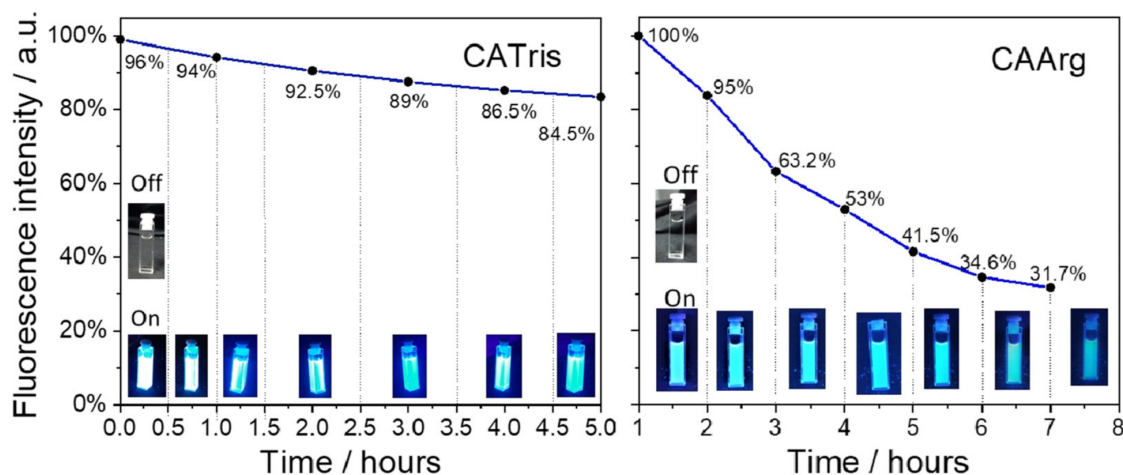 Fluorescence intensity / a.u.
100%
80%
60%
40%
20%
0%
CATris
96%
94%
92.5%
89%
86.5%
84.5%
Off
On
0.0 0.5 1.0 1.5 2.0 2.5 3.0 3.5 4.0 4.5 5.0
Time / hours
CAArg
100%
95%
63.2%
53%
41.5%
34.6%
31.7%
Off
On
1 2 3 4 5 6 7 8
Time / hours